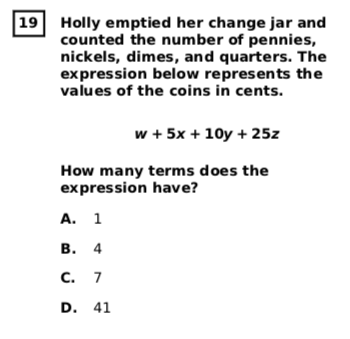 19 Holly emptied her change jar and
counted the number of pennies,
nickels, dimes, and quarters. The
expression below represents the
values of the coins in cents.
w + 5x + 10y + 25z
How many terms does the
expression have?
A. 1
B. 4
C. 7
D. 41